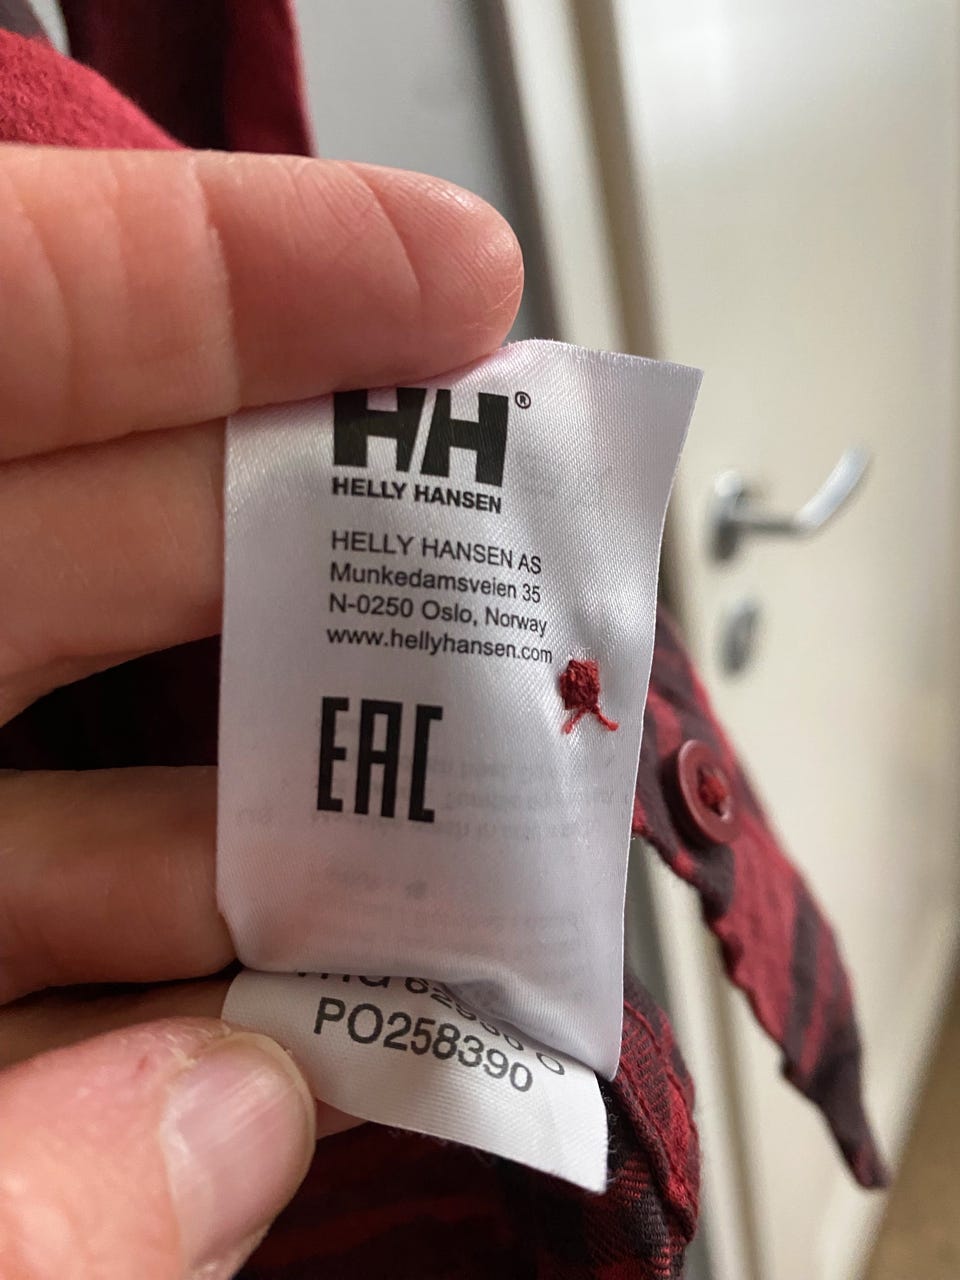 HH®
HELLY HANSEN
HELLY HANSEN AS
Munkedamsveien 35
N-0250 Oslo, Norway
www.hellyhansen.com
EAC
PO258390